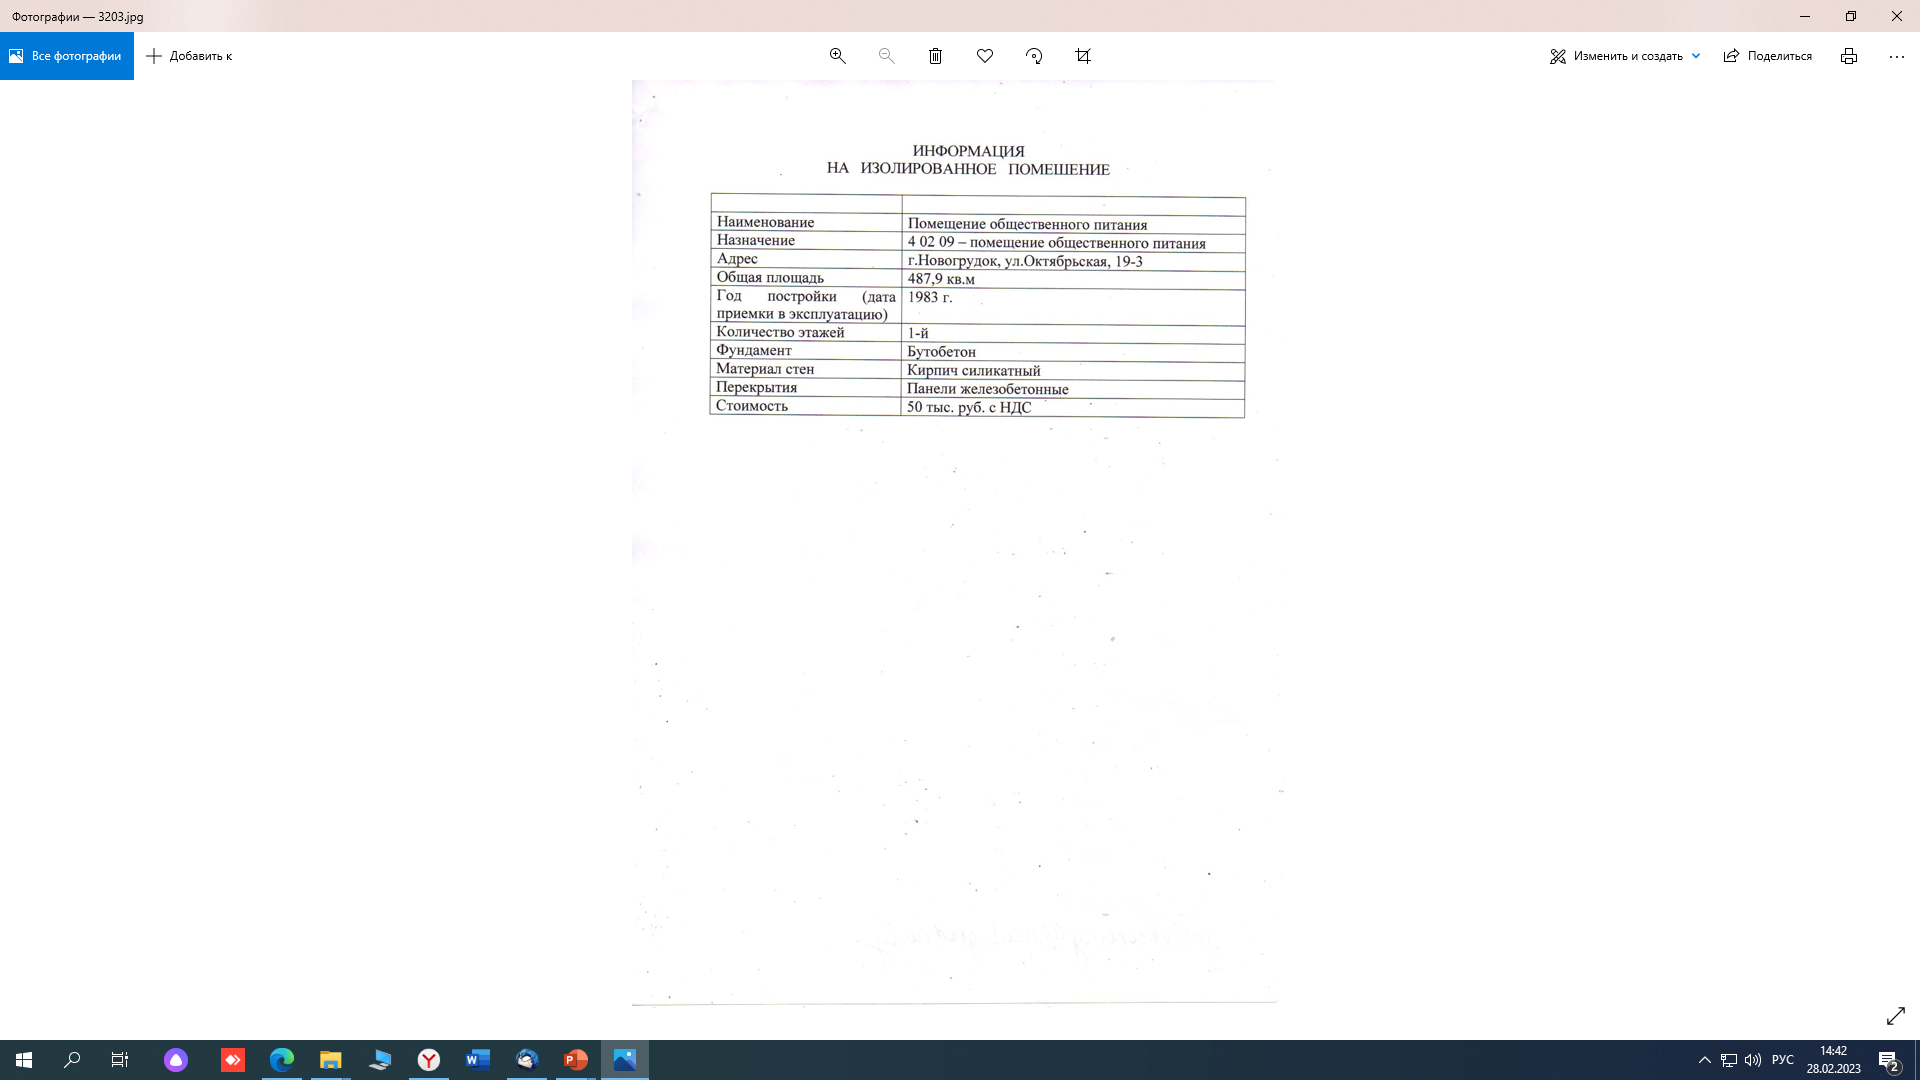 Фотографии — 3203.jpg
Все фотографии
Добавить к
Изменить и создать
Поделиться
ИНФОРМАЦИЯ
НА ИЗОЛИРОВАННОЕ ПОМЕШЕНИЕ
Наименование Помещение общественного питания
Назначение 4 02 09 – помещение общественного питания
Адрес г.Новогрудок, ул.Октябрьская, 19-3
Общая площадь 487,9 кв.м
Год постройки (дата 1983 г.
приемки в эксплуатацию)
Количество этажей 1-й
Фундамент Бутобетон
Материал стен Кирпич силикатный
Перекрытия Панели железобетонные
Стоимость 50 тыс. руб. с НДС
РУС
14:42
28.02.2023
2